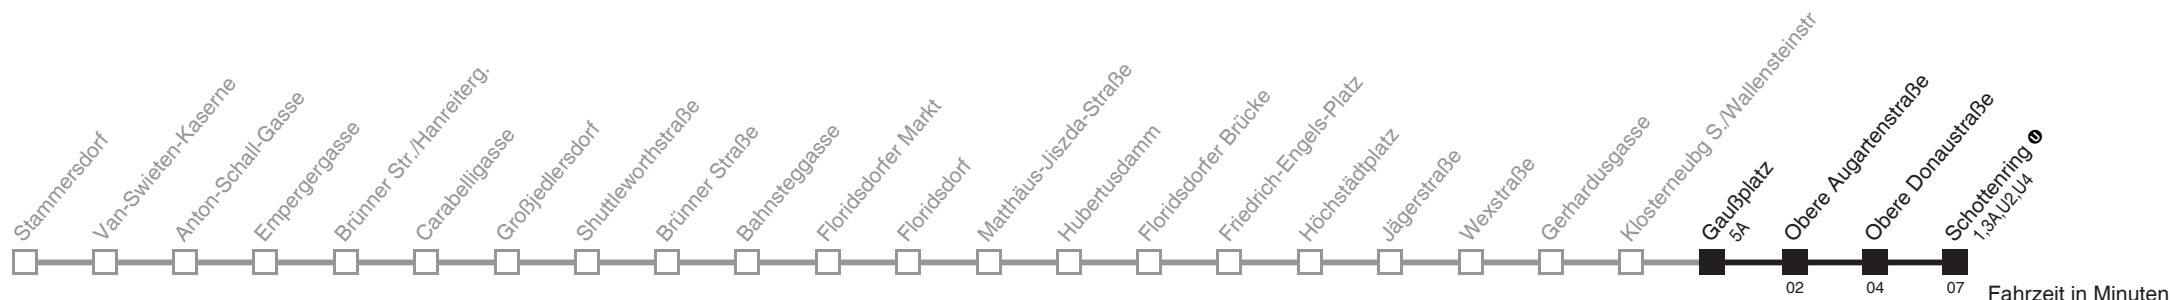 Stammersdorf
Van-Swieten-Kaserne
Anton-Schall-Gasse
Empergergasse
Brünner Str./Hanreiterg.
Carabelligasse
Großjedlersdorf
Shuttleworthstraße
Brünner Straße
Bahnsteggasse
Floridsdorfer Markt
Floridsdorf
Matthäus-Jiszda-Straße
Hubertusdamm
Floridsdorfer Brücke
Friedrich-Engels-Platz
Höchstädtplatz
Jägerstraße
Wexstraße
Gerhardusgasse
Klosterneubg S./Wallensteinstr
Gaußplatz
5A
Obere Augartenstraße
Obere Donaustraße
Schottenring U
1,3A,U2,U4
02
04
07
Fahrzeit in Minuten